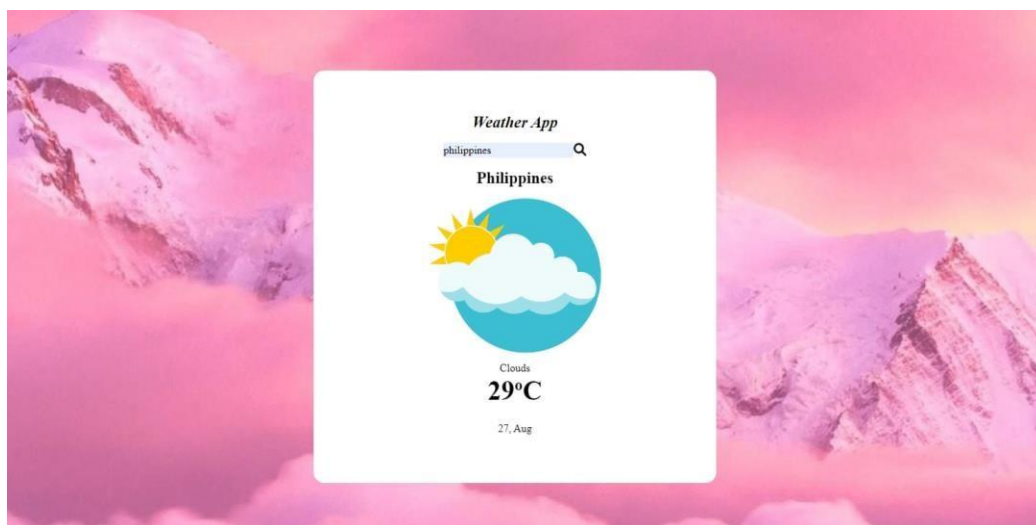 Weather App
philippines
Philippines
Clouds
29°C
27, Aug